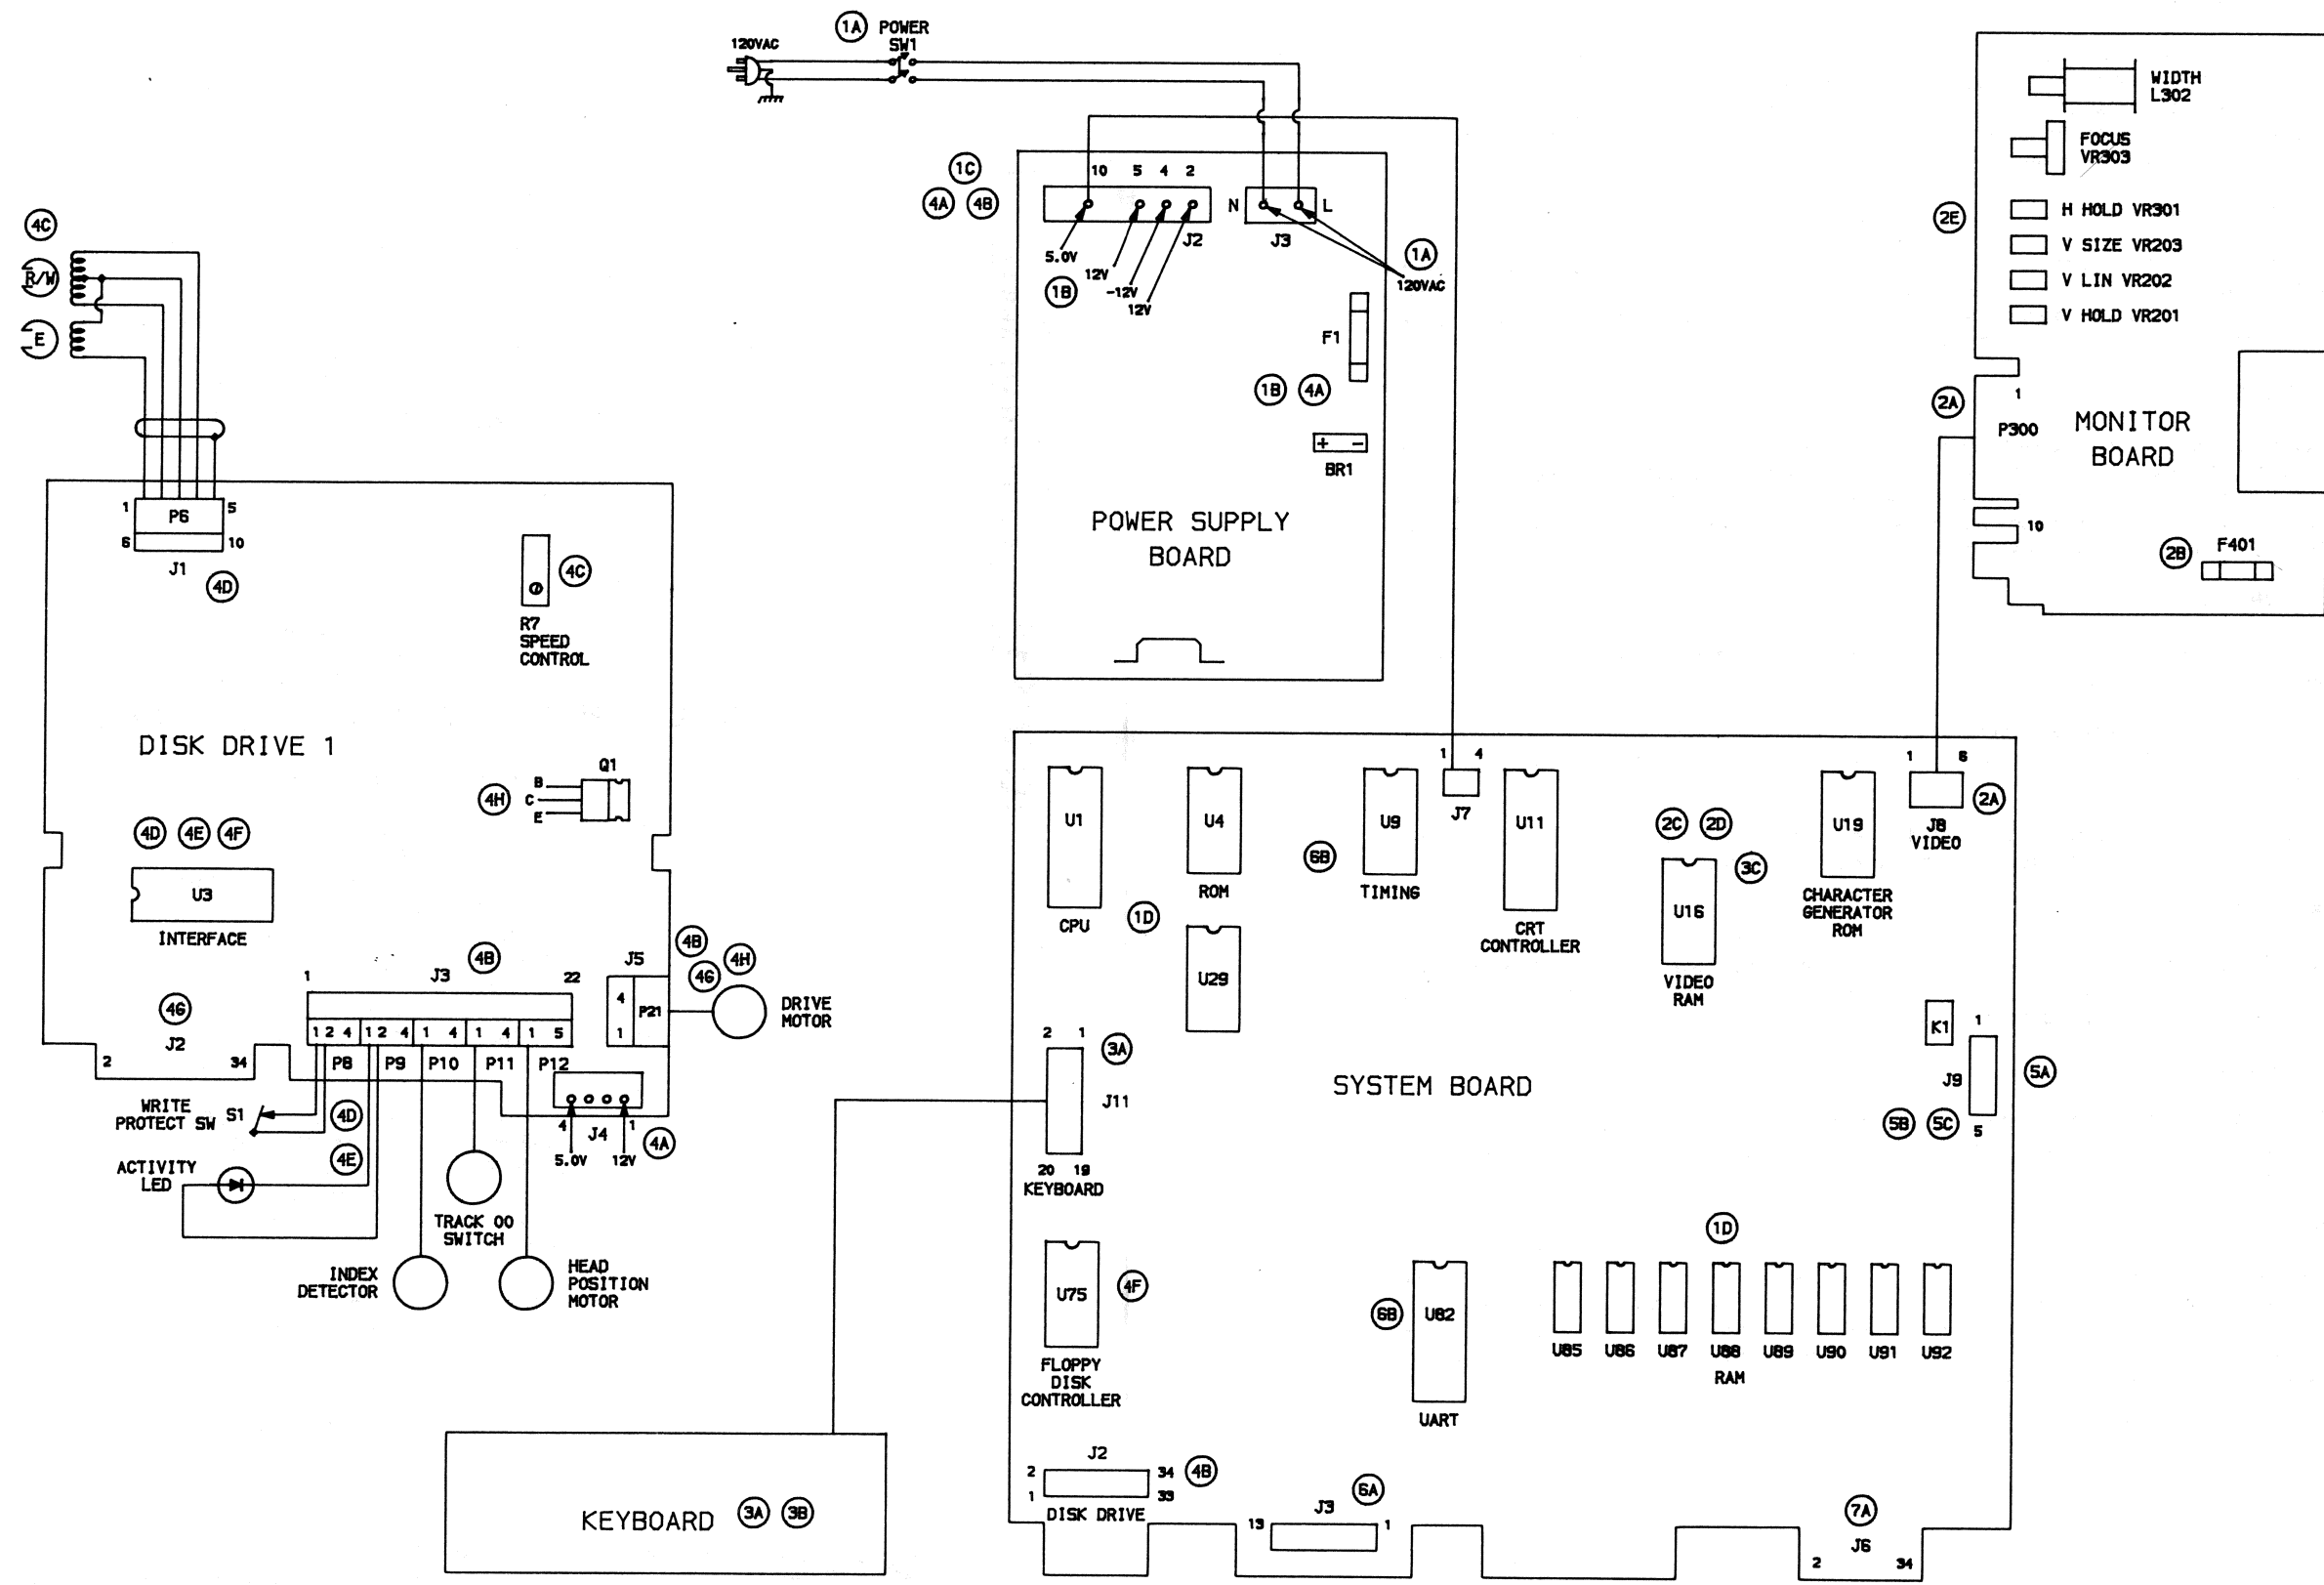 1A POWER
SW1
120VAC
WIDTH
L302
FOCUS
VR303
2E
H HOLD VR301
V SIZE VR203
V LIN VR202
V HOLD VR201
2A
1
P300
MONITOR
BOARD
10
2B
F401
1C
4A 4B
10 5 4 2
N L
J2 J3
5.0V
12V
-12V
12V
1B
1A
120VAC
F1
1B 4A
+ -
BR1
POWER SUPPLY
BOARD
4C
R/W
E
1 P6 5
6 10
J1
4D
4C
R7
SPEED
CONTROL
DISK DRIVE 1
Q1
4H
B
C
E
4D 4E 4F
U3
INTERFACE
4B
1 J3 22
J5
4B
4G 4H
4
1
P21
DRIVE
MOTOR
4G
J2
2 34
1 2 4 1 2 4 1 4 1 4 1 5
P8 P9 P10 P11 P12
WRITE
PROTECT SW
S1
4D
4E
4 J4 1
5.0V 12V
4A
ACTIVITY
LED
TRACK 00
SWITCH
INDEX
DETECTOR
HEAD
POSITION
MOTOR
KEYBOARD 3A 3B
1 4
J7
1 6
J8
VIDEO
2A
U1
CPU
U4
ROM
1D
U29
6B
U9
TIMING
U11
CRT
CONTROLLER
2C 2D
3C
U16
VIDEO
RAM
U19
CHARACTER
GENERATOR
ROM
K1
1
J9
5
5A
5B 5C
SYSTEM BOARD
2 1
3A
J11
20 19
KEYBOARD
U75
4F
FLOPPY
DISK
CONTROLLER
6B
U82
UART
1D
U85 U86 U87 U88 U89 U90 U91 U92
RAM
J2
2 34
1 33
4B
DISK DRIVE
6A
13 J3 1
7A
J6
2 34